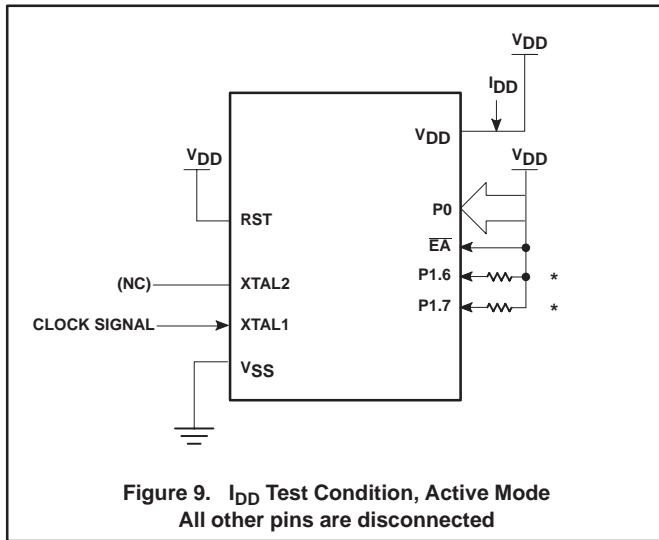 VDD
IDD
VDD
VDD
VDD
P0
RST
EA
(NC)
XTAL2
P1.6
*
P1.7
*
CLOCK SIGNAL
XTAL1
VSS
Figure 9. IDD Test Condition, Active Mode
All other pins are disconnected